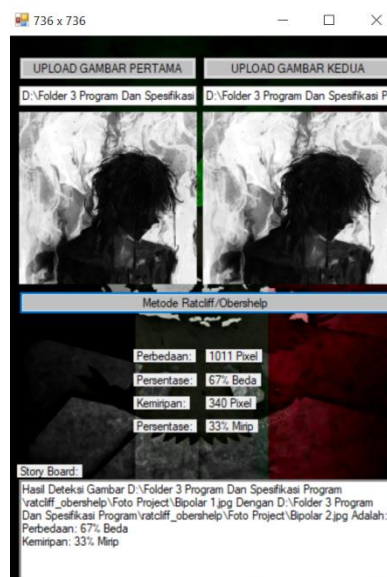 736 x 736
UPLOAD GAMBAR PERTAMA
UPLOAD GAMBAR KEDUA
D:\Folder 3 Program Dan Spesifikasi
D:\Folder 3 Program Dan Spesifikasi P
Metode Ratcliff/Obershelp
Perbedaan: 1011 Pixel
Persentase: 67% Beda
Kemiripan: 340 Pixel
Persentase: 33% Mirip
Story Board:
Hasil Deteksi Gambar D:\Folder 3 Program Dan Spesifikasi Program
\ratcliff_obershelp\Foto Project\Bipolar 1.jpg Dengan D:\Folder 3 Program
Dan Spesifikasi Program\ratcliff_obershelp\Foto Project\Bipolar 2.jpg Adalah:
Perbedaan: 67% Beda
Kemiripan: 33% Mirip